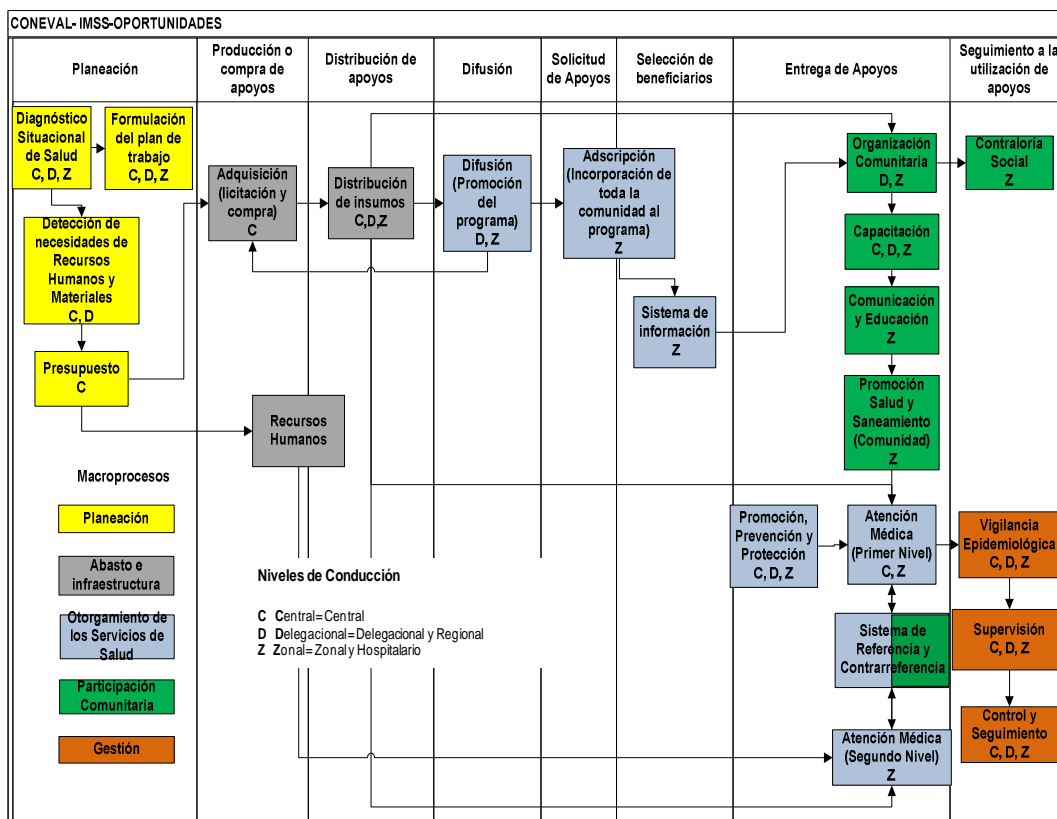 CONEVAL- IMSS-OPORTUNIDADES
Planeación
Producción o
compra de
apoyos
Distribución de
apoyos
Difusión
Solicitud
de Apoyos
Selección de
beneficiarios
Entrega de Apoyos
Seguimiento a la
utilización de
apoyos
Diagnóstico
Situacional
de Salud
C, D, Z
Formulación
del plan de
trabajo
C, D, Z
Detección de
necesidades de
Recursos
Humanos y
Materiales
C, D
Presupuesto
C
Adquisición
(licitación y
compra)
C
Distribución
de insumos
C,D,Z
Difusión
(Promoción
del
programa)
D, Z
Adscripción
(Incorporación de
toda la
comunidad al
programa)
Z
Sistema de
información
Z
Organización
Comunitaria
D, Z
Contraloría
Social
Z
Capacitación
C, D, Z
Comunicación
y Educación
Z
Promoción
Salud y
Saneamiento
(Comunidad)
Z
Recursos
Humanos
Promoción,
Prevención y
Protección
C, D, Z
Atención
Médica
(Primer Nivel)
C, Z
Vigilancia
Epidemiológica
C, D, Z
Sistema de
Referencia y
Contrarreferencia
Supervisión
C, D, Z
Atención Médica
(Segundo Nivel)
Z
Control y
Seguimiento
C, D, Z
Macroprocesos
Planeación
Abasto e
infraestructura
Otorgamiento de
los Servicios de
Salud
Participación
Comunitaria
Gestión
Niveles de Conducción
C Central=Central
D Delegacional=Delegacional y Regional
Z Zonal=Zonal y Hospitalario